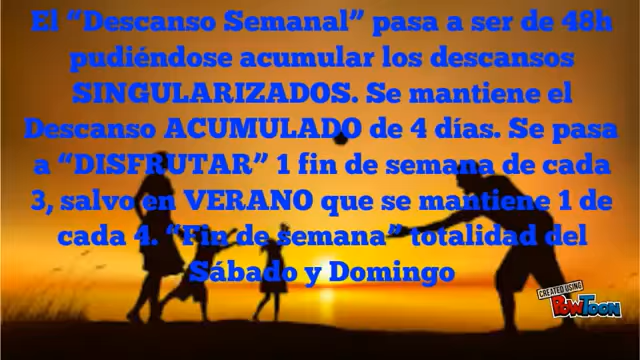 El “Descanso Semanal” pasa a ser de 48h
pudiéndose acumular los descansos
SINGULARIZADOS. Se mantiene el
Descanso ACUMULADO de 4 días. Se pasa
a “DISFRUTAR” 1 fin de semana de cada
3, salvo en VERANO que se mantiene 1 de
cada 4. “Fin de semana” totalidad del
Sábado y Domingo
CREATED USING
POWTOON